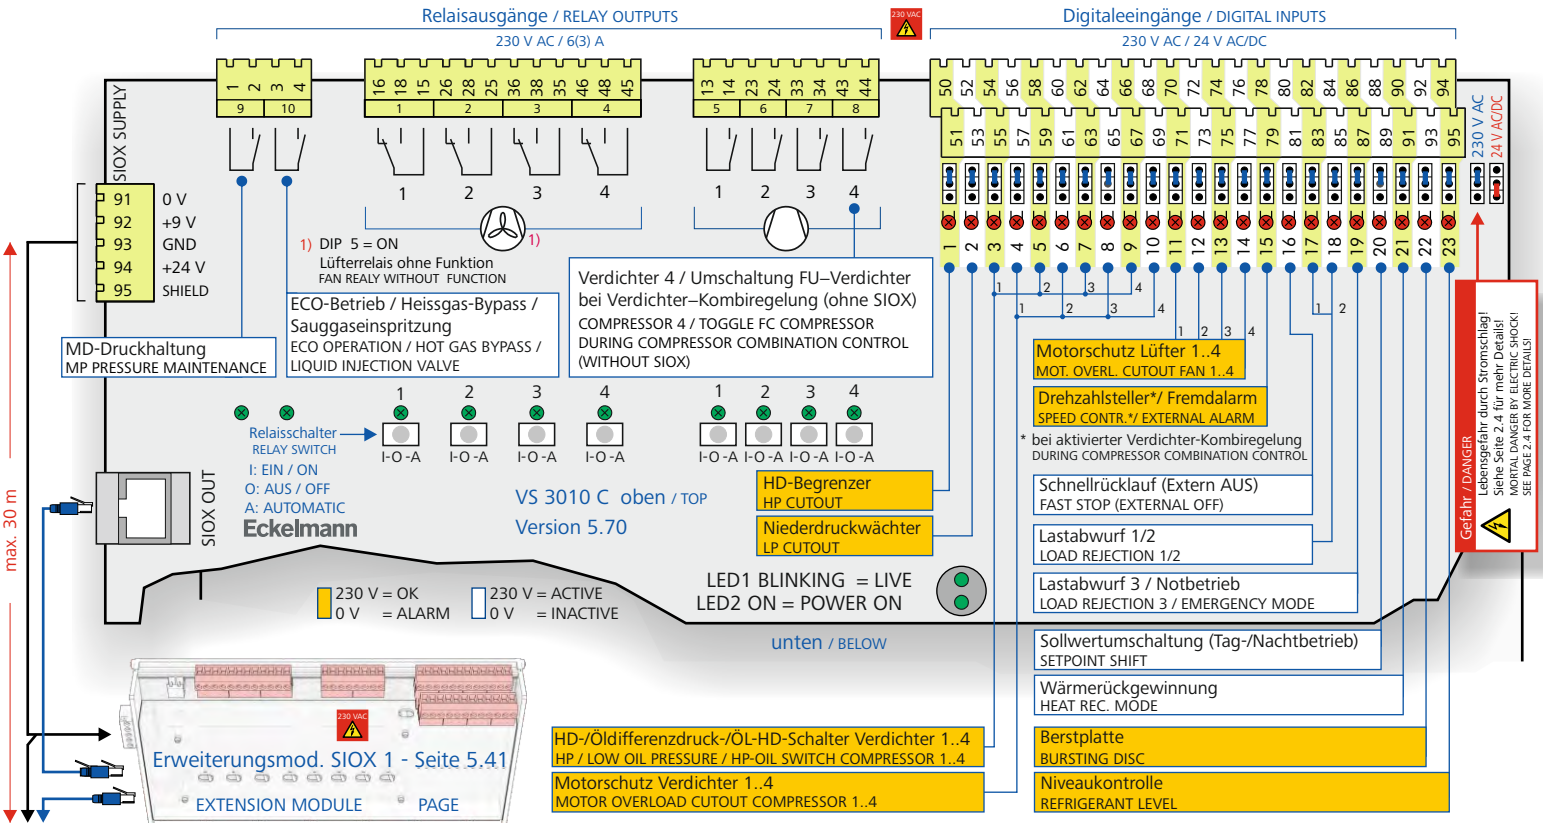 Relaisausgänge / RELAY OUTPUTS
230 V AC / 6(3) A
230 VAC
Digitaleeingänge / DIGITAL INPUTS
230 V AC / 24 V AC/DC
1 2 3 4
16 18 15 26 28 25 36 38 35 46 48 45
13 14 23 24 33 34 43 44
50 52 54 56 58 60 62 64 66 68 70 72 74 76 78 80 82 84 86 88 90 92 94
9 10
1 2 3 4
5 6 7 8
51 53 55 57 59 61 63 65 67 69 71 73 75 77 79 81 83 85 87 89 91 93 95
230 V AC
24 V AC/DC
SIOX SUPPLY
91 0 V
92 +9 V
93 GND
94 +24 V
95 SHIELD
1 2 3 4
1 2 3 4
1 2 3 4 5 6 7 8 9 10 11 12 13 14 15 16 17 18 19 20 21 22 23
1)
1) DIP 5 = ON
Lüfterrelais ohne Funktion
FAN REALY WITHOUT FUNCTION
ECO-Betrieb / Heissgas-Bypass /
Sauggaseinspritzung
ECO OPERATION / HOT GAS BYPASS /
LIQUID INJECTION VALVE
MD-Druckhaltung
MP PRESSURE MAINTENANCE
Verdichter 4 / Umschaltung FU–Verdichter
bei Verdichter–Kombiregelung (ohne SIOX)
COMPRESSOR 4 / TOGGLE FC COMPRESSOR
DURING COMPRESSOR COMBINATION CONTROL
(WITHOUT SIOX)
1 2 3 4
1 2 3 4
1 2 3 4
1 2
Motorschutz Lüfter 1..4
MOT. OVERL. CUTOUT FAN 1..4
Drehzahlsteller*/ Fremdalarm
SPEED CONTR.*/ EXTERNAL ALARM
* bei aktivierter Verdichter-Kombiregelung
DURING COMPRESSOR COMBINATION CONTROL
Gefahr / DANGER
Lebensgefahr durch Stromschlag!
Siehe Seite 2.4 für mehr Details!
MORTAL DANGER BY ELECTRIC SHOCK!
SEE PAGE 2.4 FOR MORE DETAILS!
1 2 3 4
1 2 3 4
Relaisschalter
RELAY SWITCH
I-O-A I-O-A I-O-A I-O-A
I-O-A I-O-A I-O-A I-O-A
I: EIN / ON
O: AUS / OFF
A: AUTOMATIC
Eckelmann
SIOX OUT
max. 30 m
VS 3010 C oben / TOP
Version 5.70
HD-Begrenzer
HP CUTOUT
Niederdruckwächter
LP CUTOUT
Schnellrücklauf (Extern AUS)
FAST STOP (EXTERNAL OFF)
Lastabwurf 1/2
LOAD REJECTION 1/2
Lastabwurf 3 / Notbetrieb
LOAD REJECTION 3 / EMERGENCY MODE
230 V = OK
0 V = ALARM
230 V = ACTIVE
0 V = INACTIVE
LED1 BLINKING = LIVE
LED2 ON = POWER ON
unten / BELOW
Sollwertumschaltung (Tag-/Nachtbetrieb)
SETPOINT SHIFT
Wärmerückgewinnung
HEAT REC. MODE
HD-/Öldifferenzdruck-/ÖL-HD-Schalter Verdichter 1..4
HP / LOW OIL PRESSURE / HP-OIL SWITCH COMPRESSOR 1..4
Motorschutz Verdichter 1..4
MOTOR OVERLOAD CUTOUT COMPRESSOR 1..4
Berstplatte
BURSTING DISC
Niveaukontrolle
REFRIGERANT LEVEL
230 VAC
Erweiterungsmod. SIOX 1 - Seite 5.41
EXTENSION MODULE PAGE